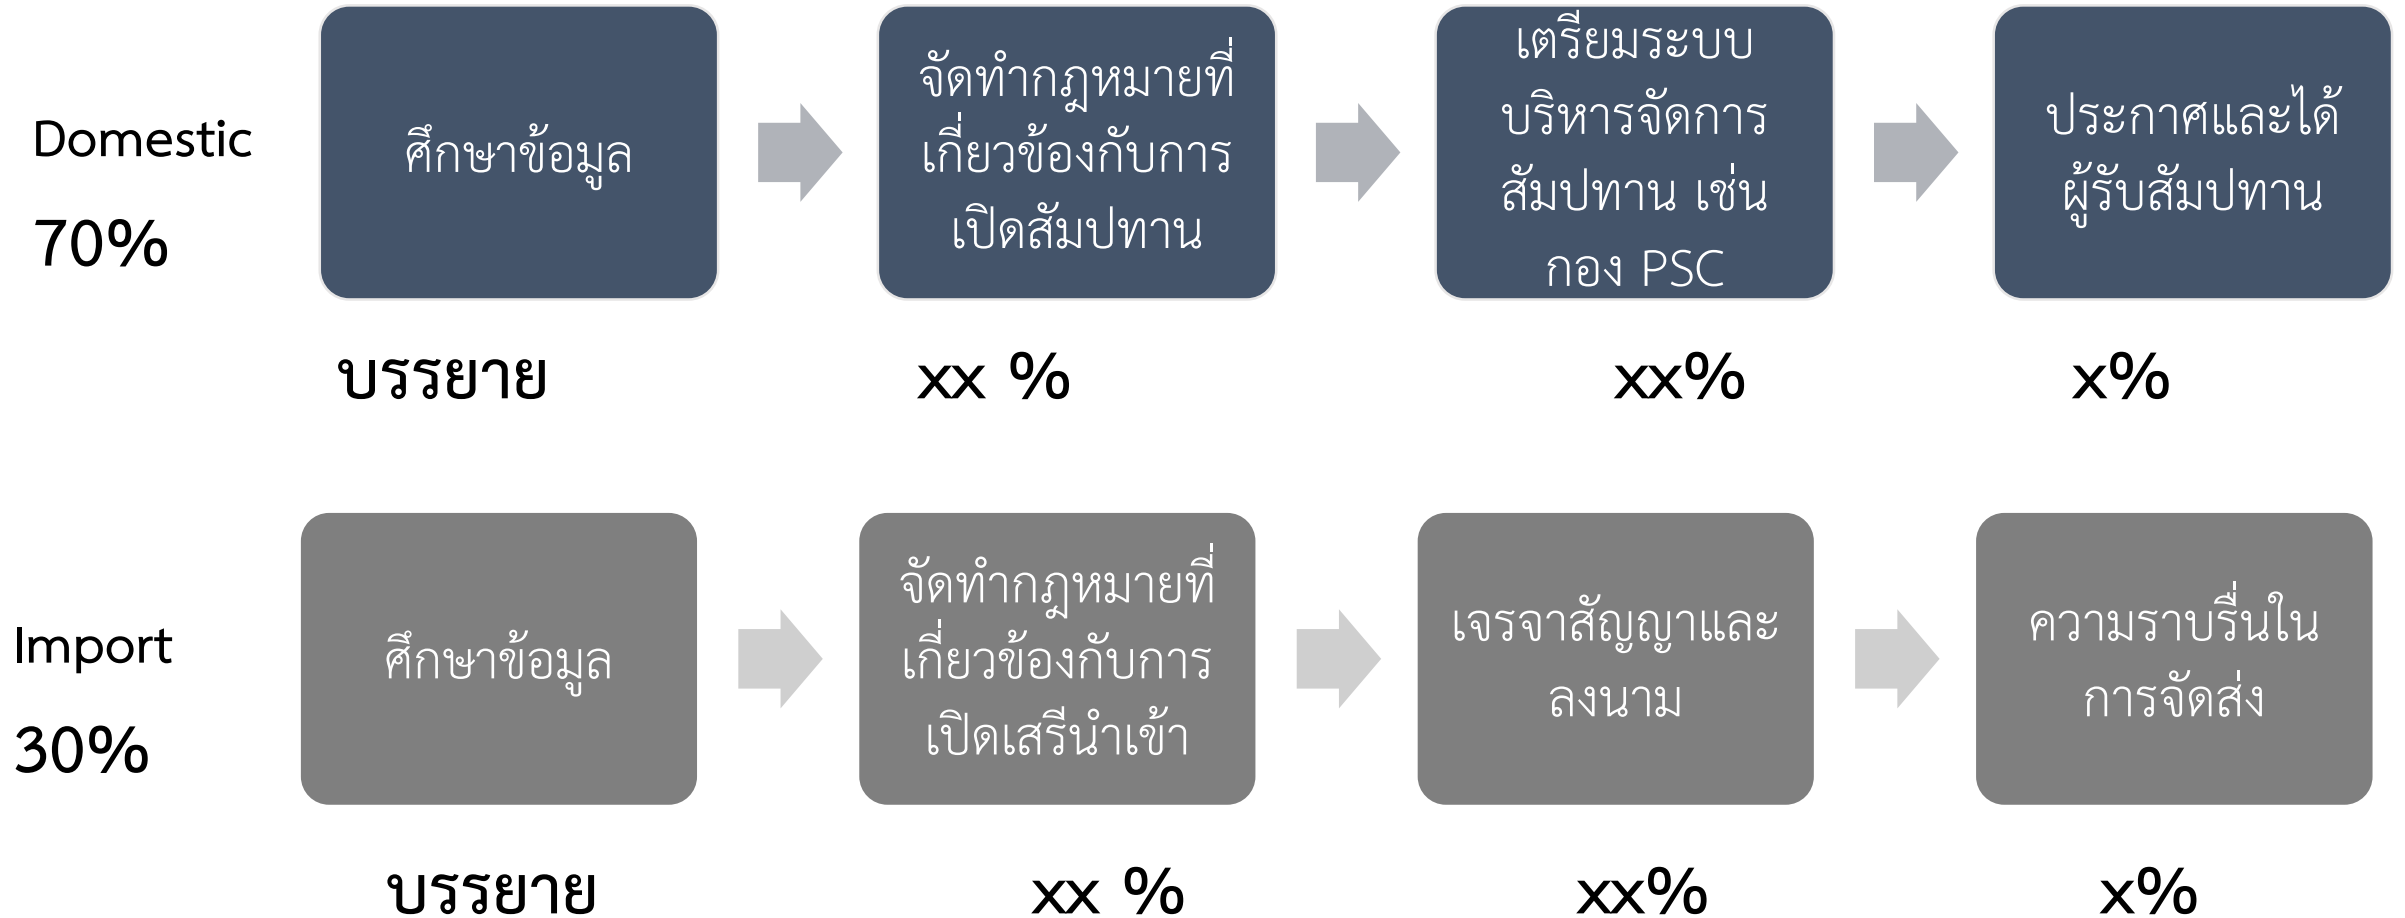 Domestic
70%
ศึกษาข้อมูล
จัดทำกฎหมายที่
เกี่ยวข้องกับการ
เปิดสัมปทาน
เตรียมระบบ
บริหารจัดการ
สัมปทาน เช่น
กอง PSC
ประกาศและได้
ผู้รับสัมปทาน
บรรยาย
xx %
xx%
x%
Import
30%
ศึกษาข้อมูล
จัดทำกฎหมายที่
เกี่ยวข้องกับการ
เปิดเสรีนำเข้า
เจรจาสัญญาและ
ลงนาม
ความราบรื่นใน
การจัดส่ง
บรรยาย
xx %
xx%
x%